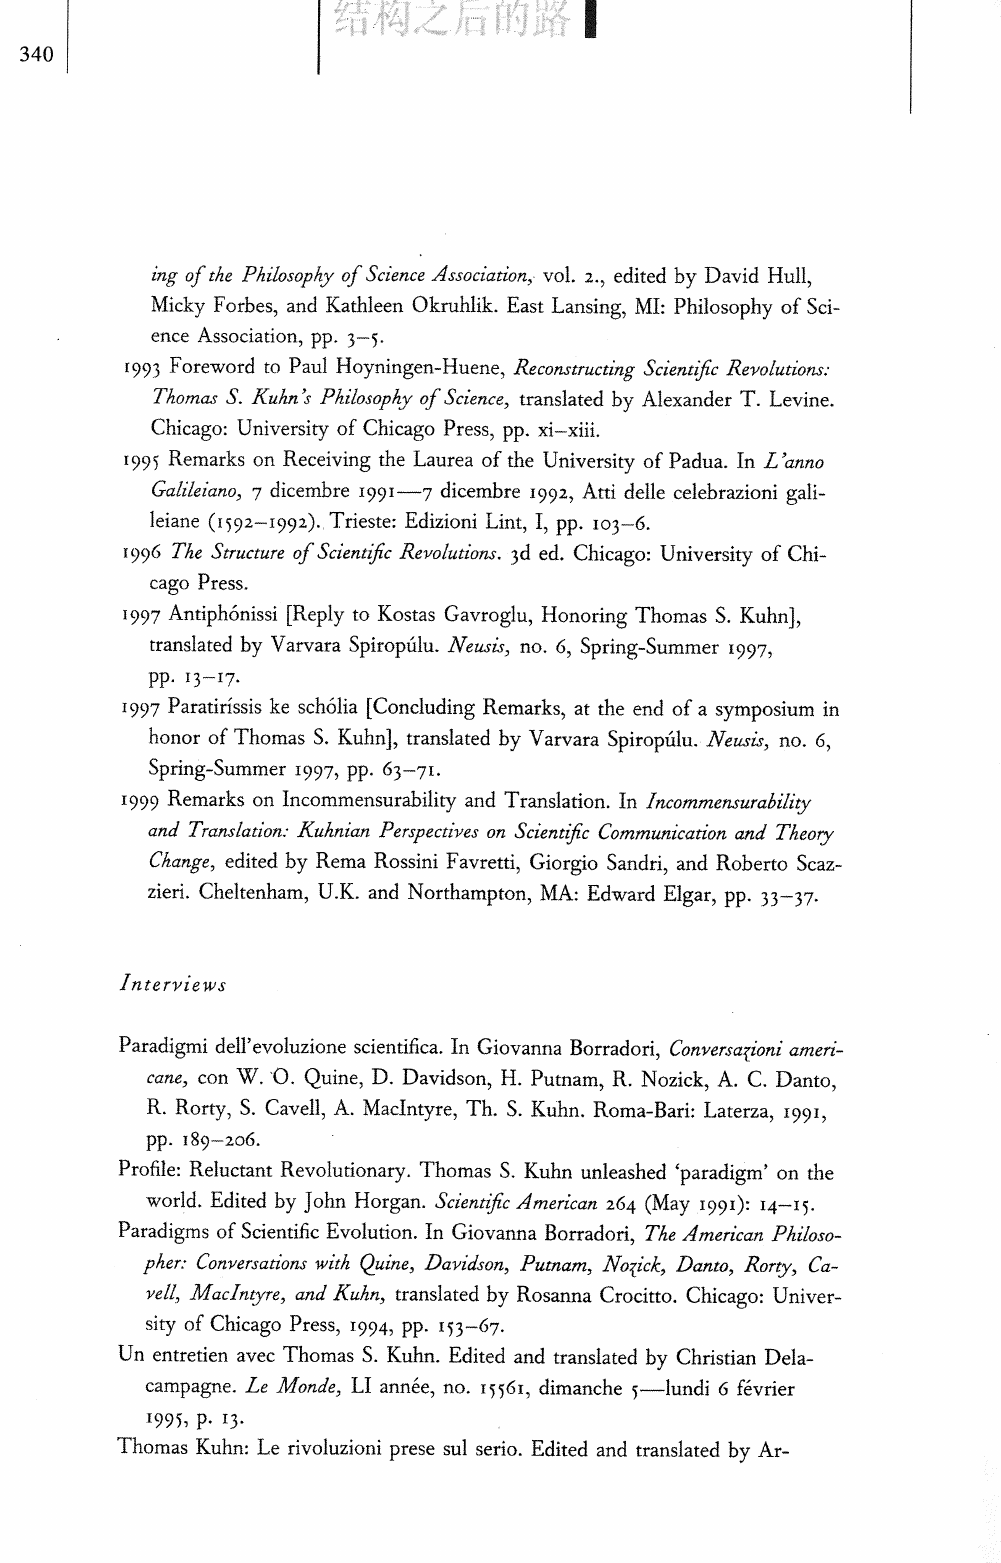 结构之后的路
340
ing of the Philosophy of Science Association, vol. 2., edited by David Hull,
Micky Forbes, and Kathleen Okruhlik. East Lansing, MI: Philosophy of Sci-
ence Association, pp. 3–5.
1993 Foreword to Paul Hoyningen-Huene, Reconstructing Scientific Revolutions:
Thomas S. Kuhn's Philosophy of Science, translated by Alexander T. Levine.
Chicago: University of Chicago Press, pp. xi–xiii.
1995 Remarks on Receiving the Laurea of the University of Padua. In L'anno
Galileiano, 7 dicembre 1991—7 dicembre 1992, Atti delle celebrazioni gali-
leiane (1592–1992). Trieste: Edizioni Lint, I, pp. 103–6.
1996 The Structure of Scientific Revolutions. 3d ed. Chicago: University of Chi-
cago Press.
1997 Antiphónissi [Reply to Kostas Gavroglu, Honoring Thomas S. Kuhn],
translated by Varvara Spiropúlu. Neusis, no. 6, Spring-Summer 1997,
pp. 13–17.
1997 Paratiríssis ke schólia [Concluding Remarks, at the end of a symposium in
honor of Thomas S. Kuhn], translated by Varvara Spiropúlu. Neusis, no. 6,
Spring-Summer 1997, pp. 63–71.
1999 Remarks on Incommensurability and Translation. In Incommensurability
and Translation: Kuhnian Perspectives on Scientific Communication and Theory
Change, edited by Rema Rossini Favretti, Giorgio Sandri, and Roberto Scaz-
zieri. Cheltenham, U.K. and Northampton, MA: Edward Elgar, pp. 33–37.
Interviews
Paradigmi dell'evoluzione scientifica. In Giovanna Borradori, Conversazioni ameri-
cane, con W. O. Quine, D. Davidson, H. Putnam, R. Nozick, A. C. Danto,
R. Rorty, S. Cavell, A. MacIntyre, Th. S. Kuhn. Roma-Bari: Laterza, 1991,
pp. 189–206.
Profile: Reluctant Revolutionary. Thomas S. Kuhn unleashed 'paradigm' on the
world. Edited by John Horgan. Scientific American 264 (May 1991): 14–15.
Paradigms of Scientific Evolution. In Giovanna Borradori, The American Philoso-
pher: Conversations with Quine, Davidson, Putnam, Nozick, Danto, Rorty, Ca-
vell, MacIntyre, and Kuhn, translated by Rosanna Crocitto. Chicago: Univer-
sity of Chicago Press, 1994, pp. 153–67.
Un entretien avec Thomas S. Kuhn. Edited and translated by Christian Dela-
campagne. Le Monde, LI année, no. 15561, dimanche 5—lundi 6 février
1995, p. 13.
Thomas Kuhn: Le rivoluzioni prese sul serio. Edited and translated by Ar-